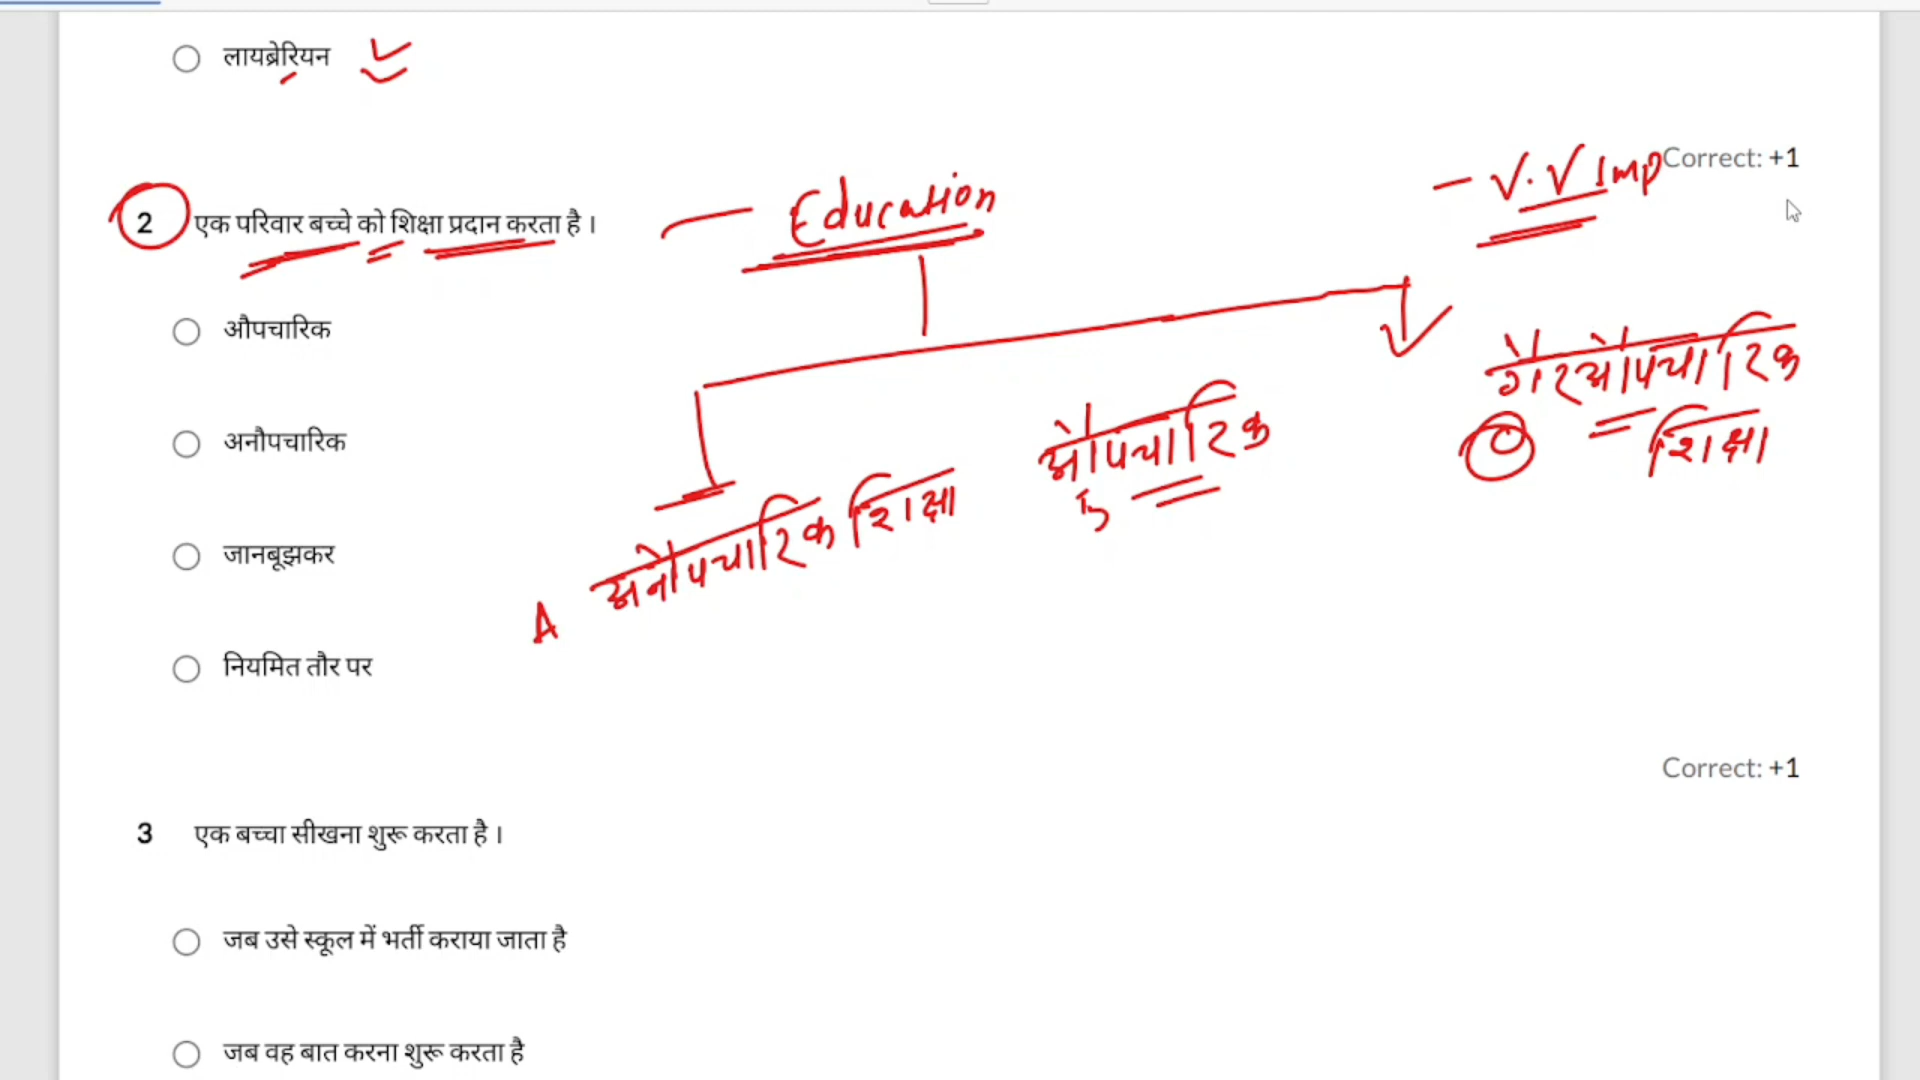 लायब्रेरियन
Correct: +1
- V. V Imp
2 एक परिवार बच्चे को शिक्षा प्रदान करता है ।
Education
औपचारिक
गैरऔपचारिक
शिक्षा
औपचारिक
अनौपचारिक
अनौपचारिक शिक्षा
A
जानबूझकर
नियमित तौर पर
Correct: +1
3 एक बच्चा सीखना शुरू करता है ।
जब उसे स्कूल में भर्ती कराया जाता है
जब वह बात करना शुरू करता है